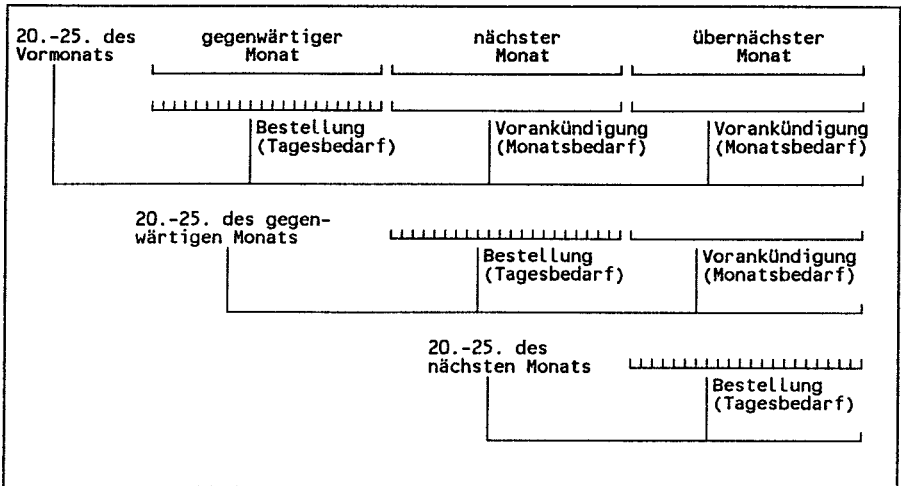 20.-25. des
Vormonats
gegenwärtiger
Monat
nächster
Monat
übernächster
Monat
Bestellung
(Tagesbedarf)
Vorankündigung
(Monatsbedarf)
Vorankündigung
(Monatsbedarf)
20.-25. des gegen-
wärtigen Monats
Bestellung
(Tagesbedarf)
Vorankündigung
(Monatsbedarf)
20.-25. des
nächsten Monats
Bestellung
(Tagesbedarf)